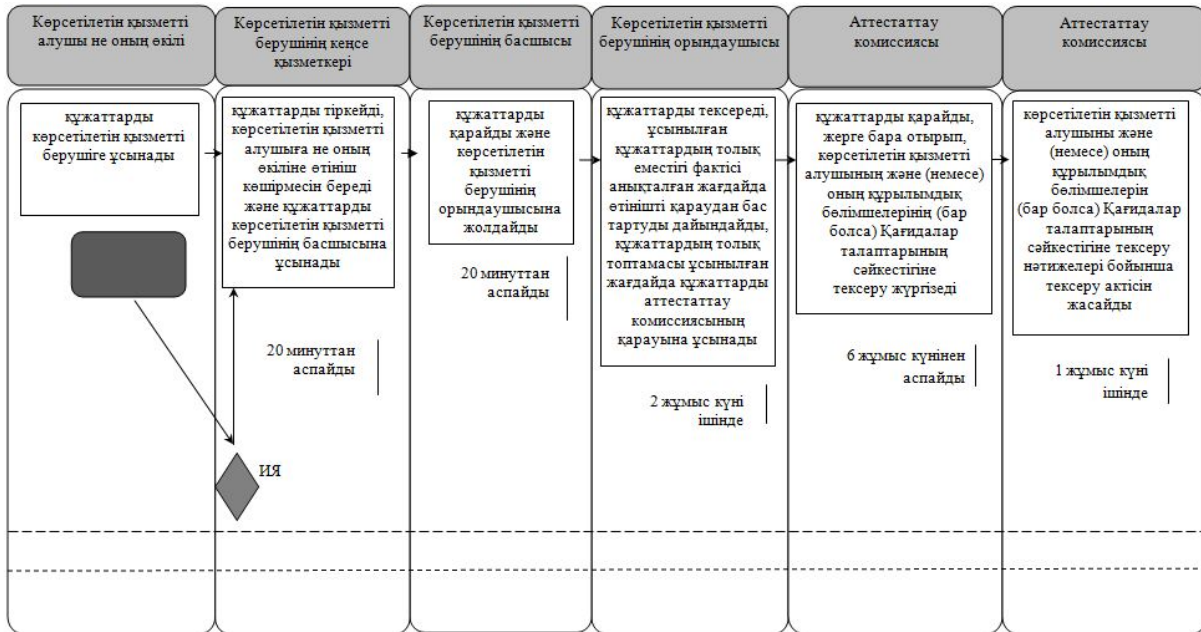 Көрсетілетін қызметті
алушы не оның өкілі
Көрсетілетін қызметті
берушінің кеңсе
қызметкері
Көрсетілетін қызметті
берушінің басшысы
Көрсетілетін қызметті
берушінің орындаушысы
Аттестаттау
комиссиясы
Аттестаттау
комиссиясы
құжаттарды
көрсетілетін қызметті
берушіге ұсынады
құжаттарды тіркейді,
көрсетілетін қызметті
алушыға не оның
өкіліне өтініш
көшірмесін береді
және құжаттарды
көрсетілетін қызметті
берушінің басшысына
ұсынады
20 минуттан
аспайды
ИЯ
құжаттарды
қарайды және
көрсетілетін
қызметті
берушінің
орындаушысына
жолдайды
20 минуттан
аспайды
құжаттарды тексереді,
ұсынылған
құжаттардың толық
еместігі фактісі
анықталған жағдайда
өтінішті қараудан бас
тартуды дайындайды,
құжаттардың толық
топтамасы ұсынылған
жағдайда құжаттарды
аттестаттау
комиссиясының
қарауына ұсынады
2 жұмыс күні
ішінде
құжаттарды қарайды,
жерге бара отырып,
көрсетілетін қызметті
алушының және (немесе)
оның құрылымдық
бөлімшелерінің (бар
болса) Қағидалар
талаптарының
сәйкестігіне
тексеру жүргізеді
6 жұмыс күнінен
аспайды
көрсетілетін қызметті
алушыны және
(немесе) оның
құрылымдық
бөлімшелерін
(бар болса) Қағидалар
талаптарының
сәйкестігіне тексеру
нәтижелері бойынша
тексеру актісін
жасайды
1 жұмыс күні
ішінде